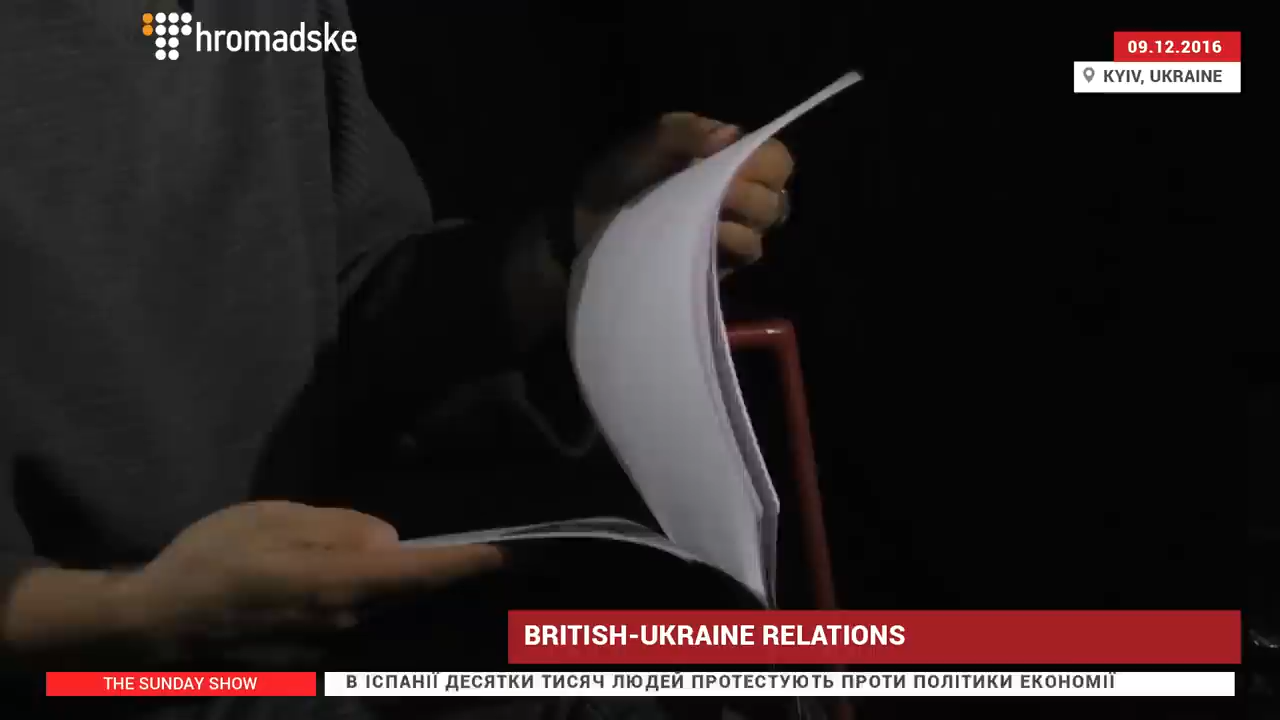 hromadske
09.12.2016
KYIV, UKRAINE
BRITISH-UKRAINE RELATIONS
THE SUNDAY SHOW
В ІСПАНІЇ ДЕСЯТКИ ТИСЯЧ ЛЮДЕЙ ПРОТЕСТУЮТЬ ПРОТИ ПОЛІТИКИ ЕКОНОМІЇ